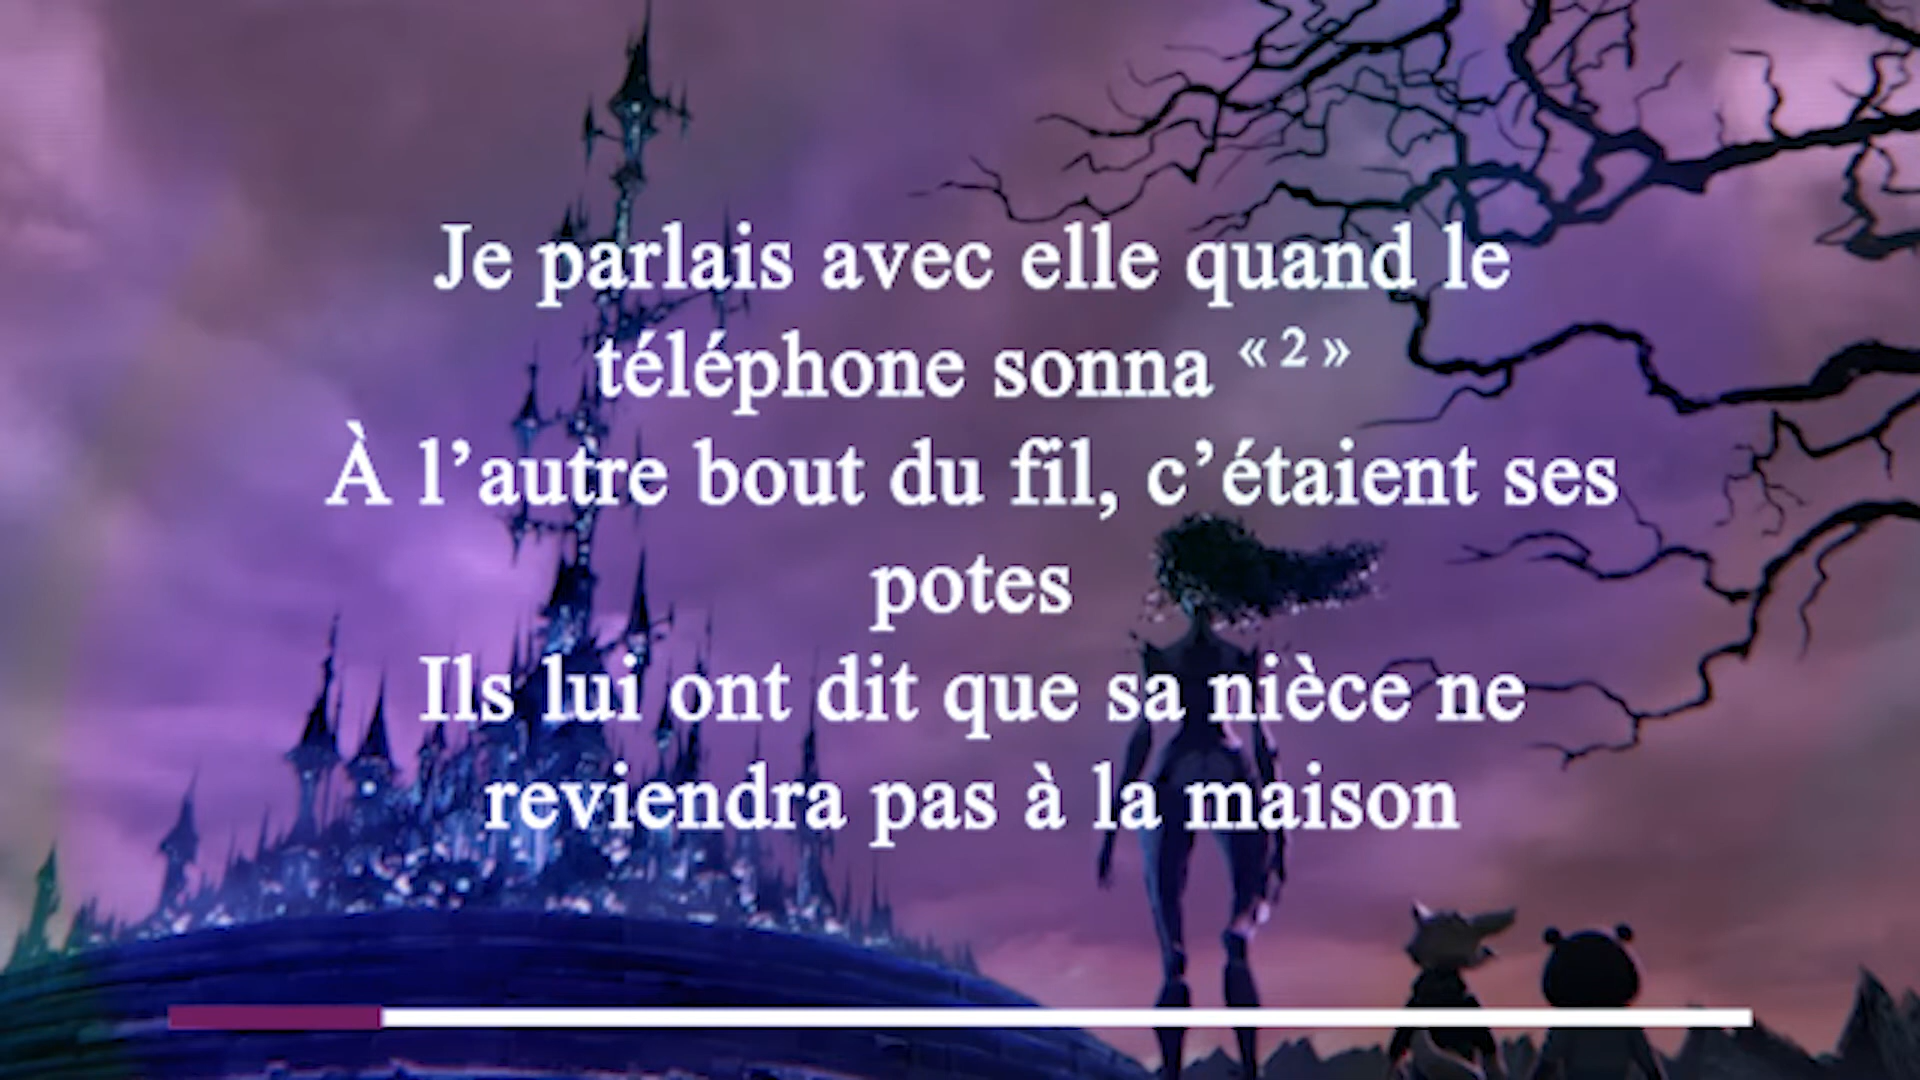 Je parlais avec elle quand le
téléphone sonna « 2 »
À l’autre bout du fil, c’étaient ses
potes
Ils lui ont dit que sa nièce ne
reviendra pas à la maison